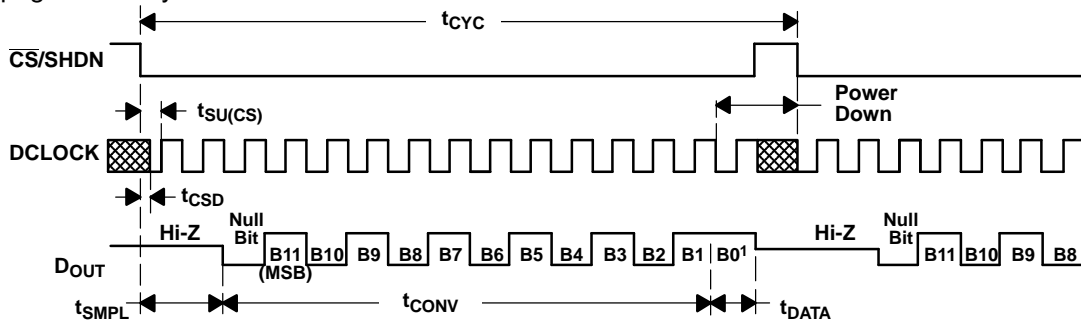 tCYC
CS/SHDN
tSU(CS)
Power
Down
DCLOCK
tCSD
Hi-Z
Null
Bit
Hi-Z
Null
Bit
DOUT
B11 B10 B9 B8 B7 B6 B5 B4 B3 B2 B1 B0¹ B11 B10 B9 B8
(MSB)
tSMPL
tCONV
tDATA